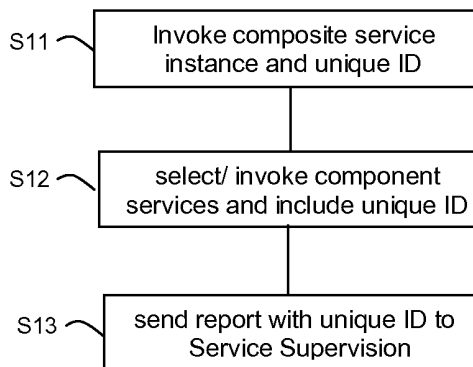 S11
Invoke composite service
instance and unique ID
S12
select/ invoke component
services and include unique ID
S13
send report with unique ID to
Service Supervision